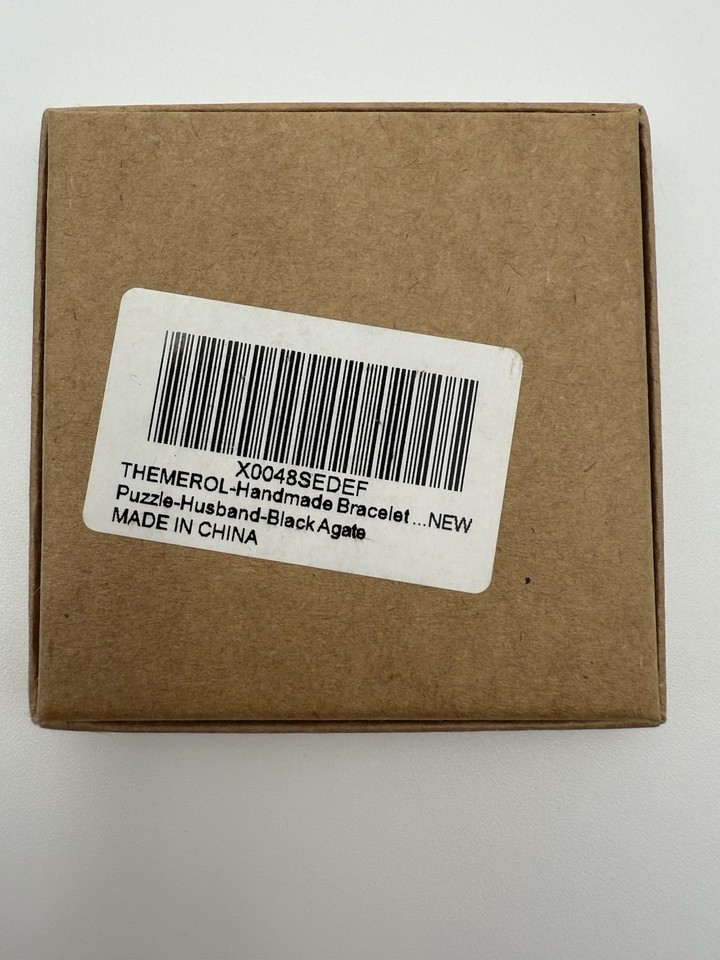 X0048SEDEF
THEMEROL-Handmade Bracelet ...NEW
Puzzle-Husband-Black Agate
MADE IN CHINA